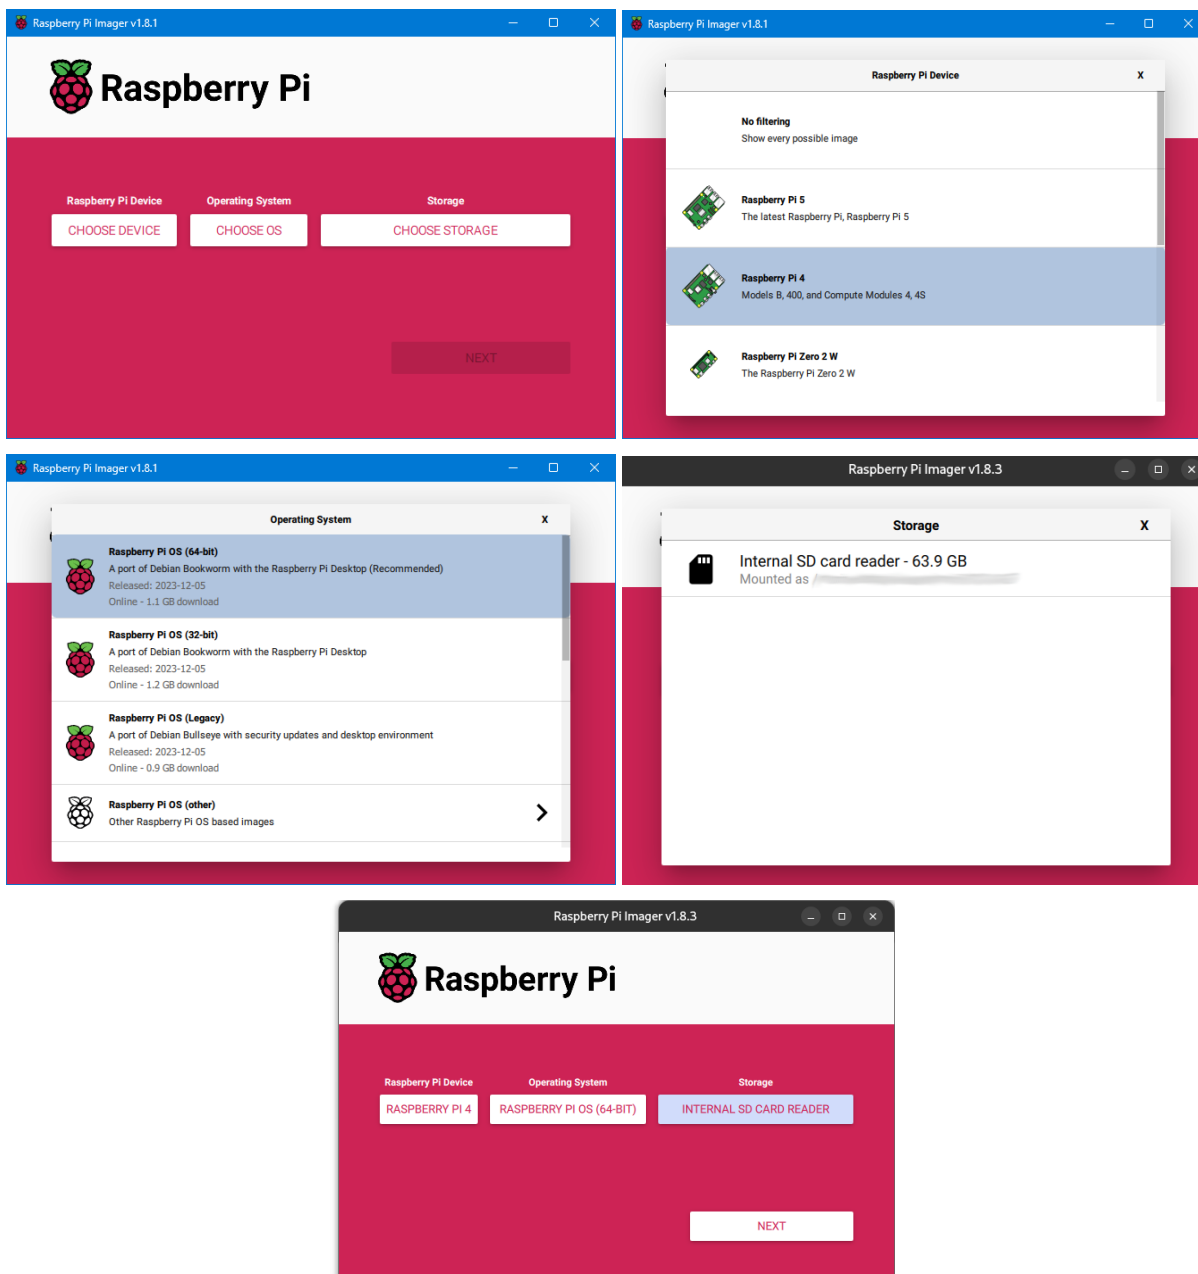 Raspberry Pi Imager v1.8.1
Raspberry Pi
Raspberry Pi Device
Operating System
Storage
CHOOSE DEVICE
CHOOSE OS
CHOOSE STORAGE
NEXT
Raspberry Pi Imager v1.8.1
Raspberry Pi Device
X
No filtering
Show every possible image
Raspberry Pi 5
The latest Raspberry Pi, Raspberry Pi 5
Raspberry Pi 4
Models B, 400, and Compute Modules 4, 4S
Raspberry Pi Zero 2 W
The Raspberry Pi Zero 2 W
Raspberry Pi Imager v1.8.1
Operating System
X
Raspberry Pi OS (64-bit)
A port of Debian Bookworm with the Raspberry Pi Desktop (Recommended)
Released: 2023-12-05
Online - 1.1 GB download
Raspberry Pi OS (32-bit)
A port of Debian Bookworm with the Raspberry Pi Desktop
Released: 2023-12-05
Online - 1.2 GB download
Raspberry Pi OS (Legacy)
A port of Debian Bullseye with security updates and desktop environment
Released: 2023-12-05
Online - 0.9 GB download
Raspberry Pi OS (other)
Other Raspberry Pi OS based images
Raspberry Pi Imager v1.8.3
Storage
X
Internal SD card reader - 63.9 GB
Mounted as /
Raspberry Pi Imager v1.8.3
Raspberry Pi
Raspberry Pi Device
Operating System
Storage
RASPBERRY PI 4
RASPBERRY PI OS (64-BIT)
INTERNAL SD CARD READER
NEXT